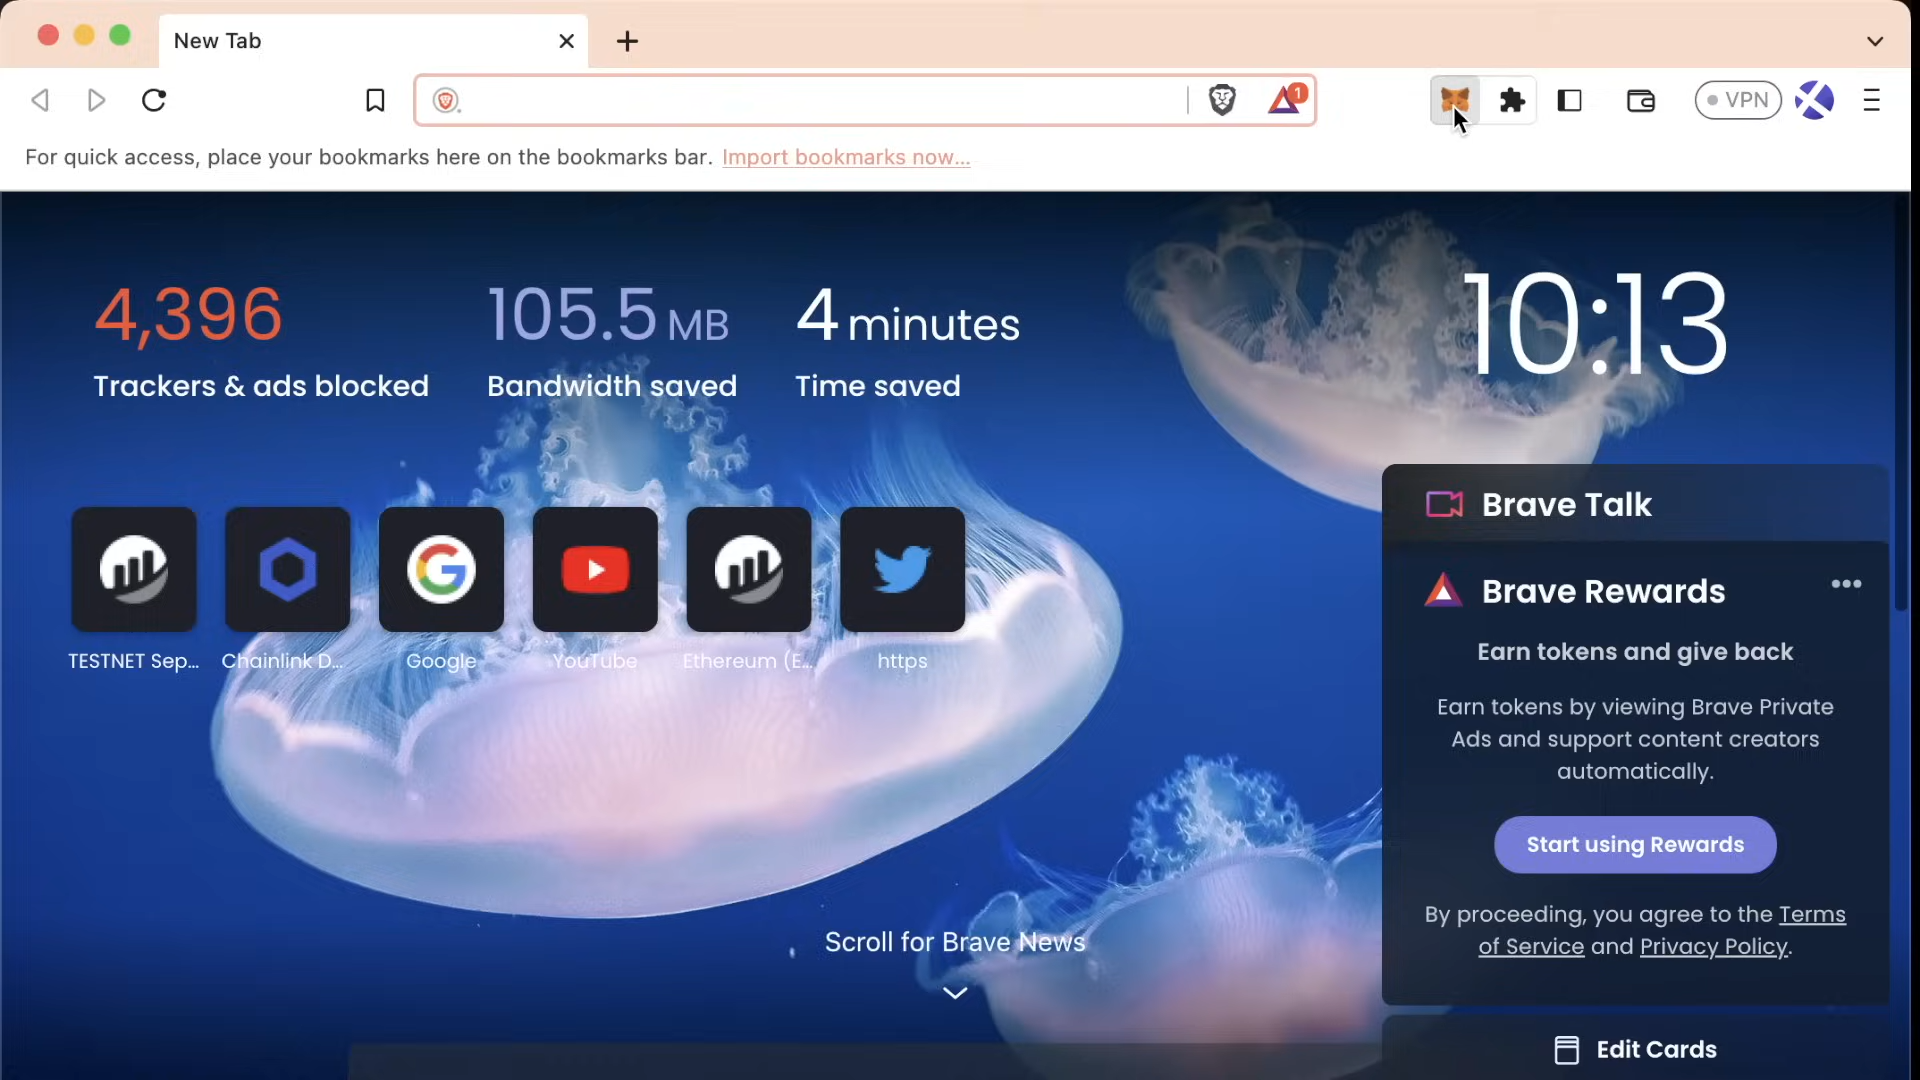 New Tab
1
VPN
For quick access, place your bookmarks here on the bookmarks bar. Import bookmarks now...
4,396
Trackers & ads blocked
105.5 MB
Bandwidth saved
4 minutes
Time saved
10:13
TESTNET Sep...
Chainlink D...
Google
YouTube
Ethereum (E...
https
Brave Talk
Brave Rewards
Earn tokens and give back
Earn tokens by viewing Brave Private
Ads and support content creators
automatically.
Start using Rewards
By proceeding, you agree to the Terms
of Service and Privacy Policy.
Scroll for Brave News
Edit Cards